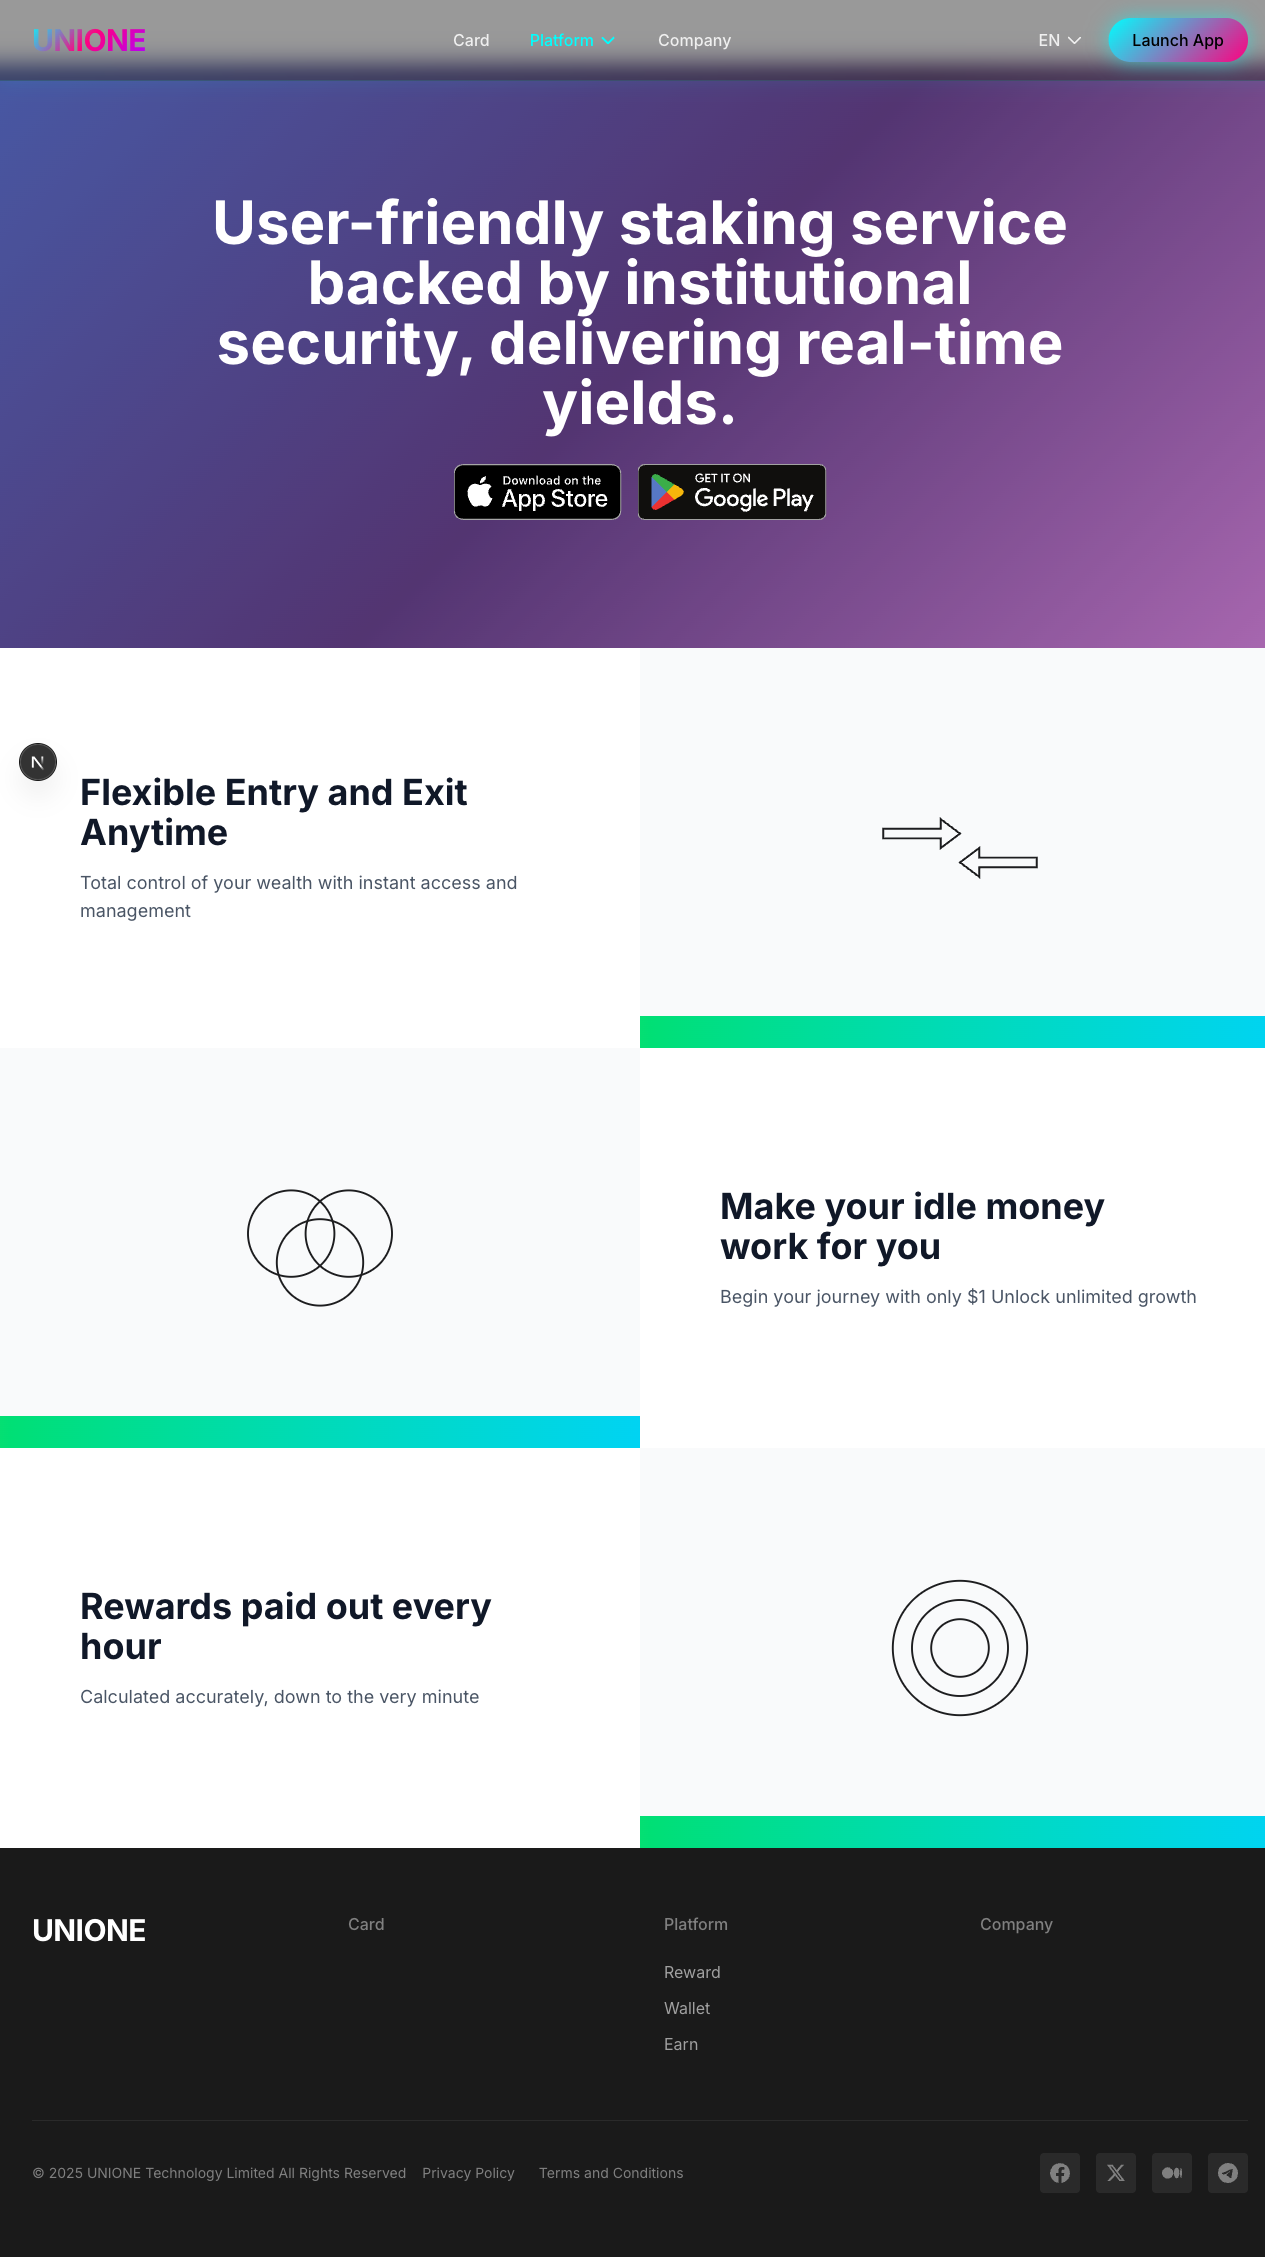 UNIONE
Card
Platform
Company
EN
Launch App
User-friendly staking service
backed by institutional
security, delivering real-time
yields.
Download on the
App Store
GET IT ON
Google Play
N
Flexible Entry and Exit
Anytime
Total control of your wealth with instant access and
management
Make your idle money
work for you
Begin your journey with only $1 Unlock unlimited growth
Rewards paid out every
hour
Calculated accurately, down to the very minute
UNIONE
Card
Platform
Reward
Wallet
Earn
Company
© 2025 UNIONE Technology Limited All Rights Reserved
Privacy Policy
Terms and Conditions